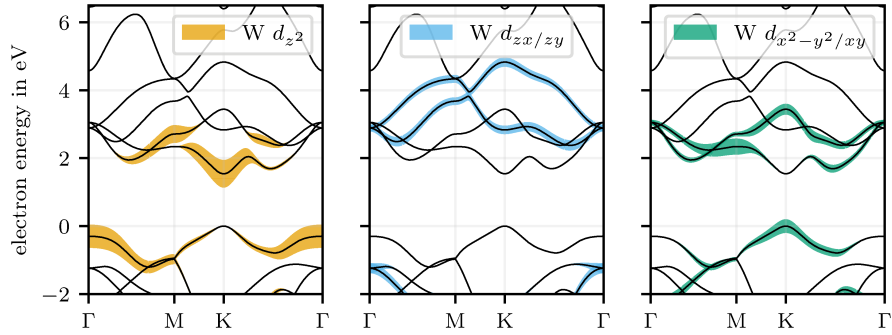 electron energy in eV
6
4
2
0
−2
W d_{z^2}
W d_{zx/zy}
W d_{x^2−y^2/xy}
Γ M K Γ
Γ M K Γ
Γ M K Γ